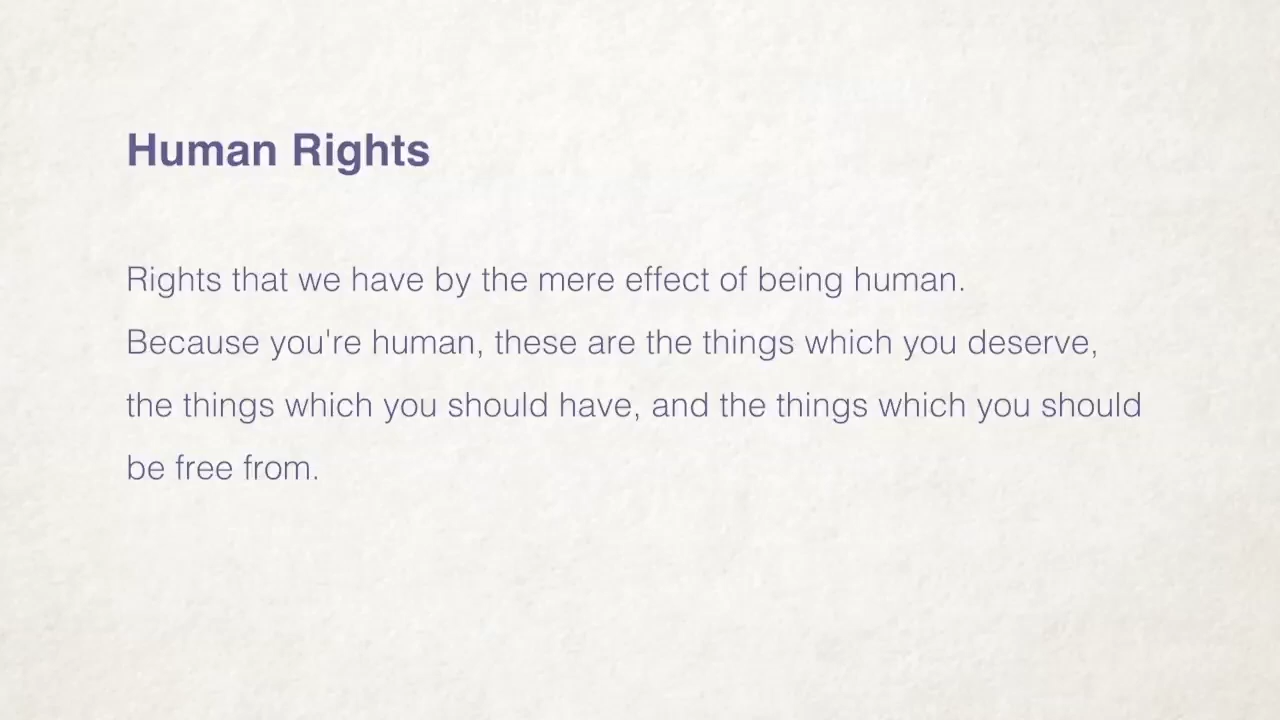 Human Rights
Rights that we have by the mere effect of being human.
Because you're human, these are the things which you deserve,
the things which you should have, and the things which you should
be free from.